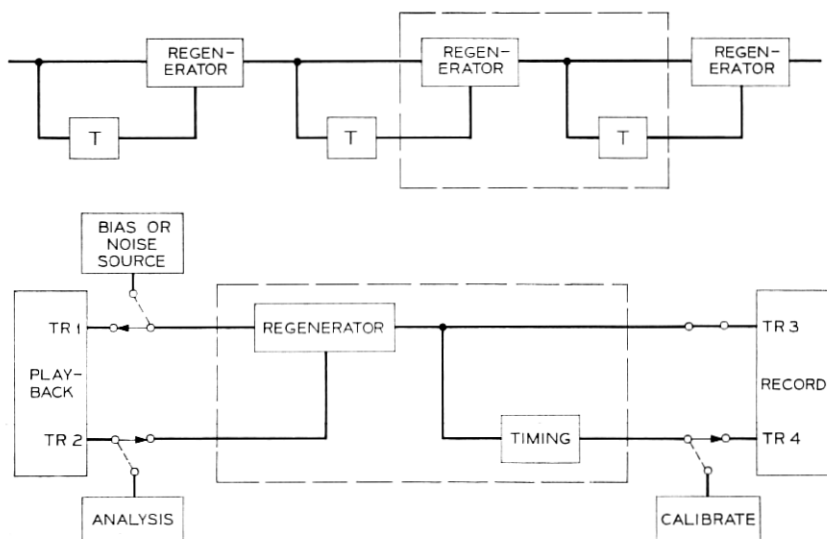 REGEN-
ERATOR
REGEN-
ERATOR
REGEN-
ERATOR
T
T
T
BIAS OR
NOISE
SOURCE
TR 1
REGENERATOR
TR 3
PLAY-
BACK
RECORD
TR 2
TIMING
TR 4
ANALYSIS
CALIBRATE